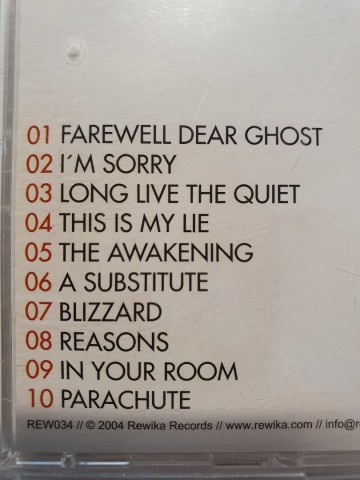 01 FAREWELL DEAR GHOST
02 I´M SORRY
03 LONG LIVE THE QUIET
04 THIS IS MY LIE
05 THE AWAKENING
06 A SUBSTITUTE
07 BLIZZARD
08 REASONS
09 IN YOUR ROOM
10 PARACHUTE
REW034 // © 2004 Rewika Records // www.rewika.com //